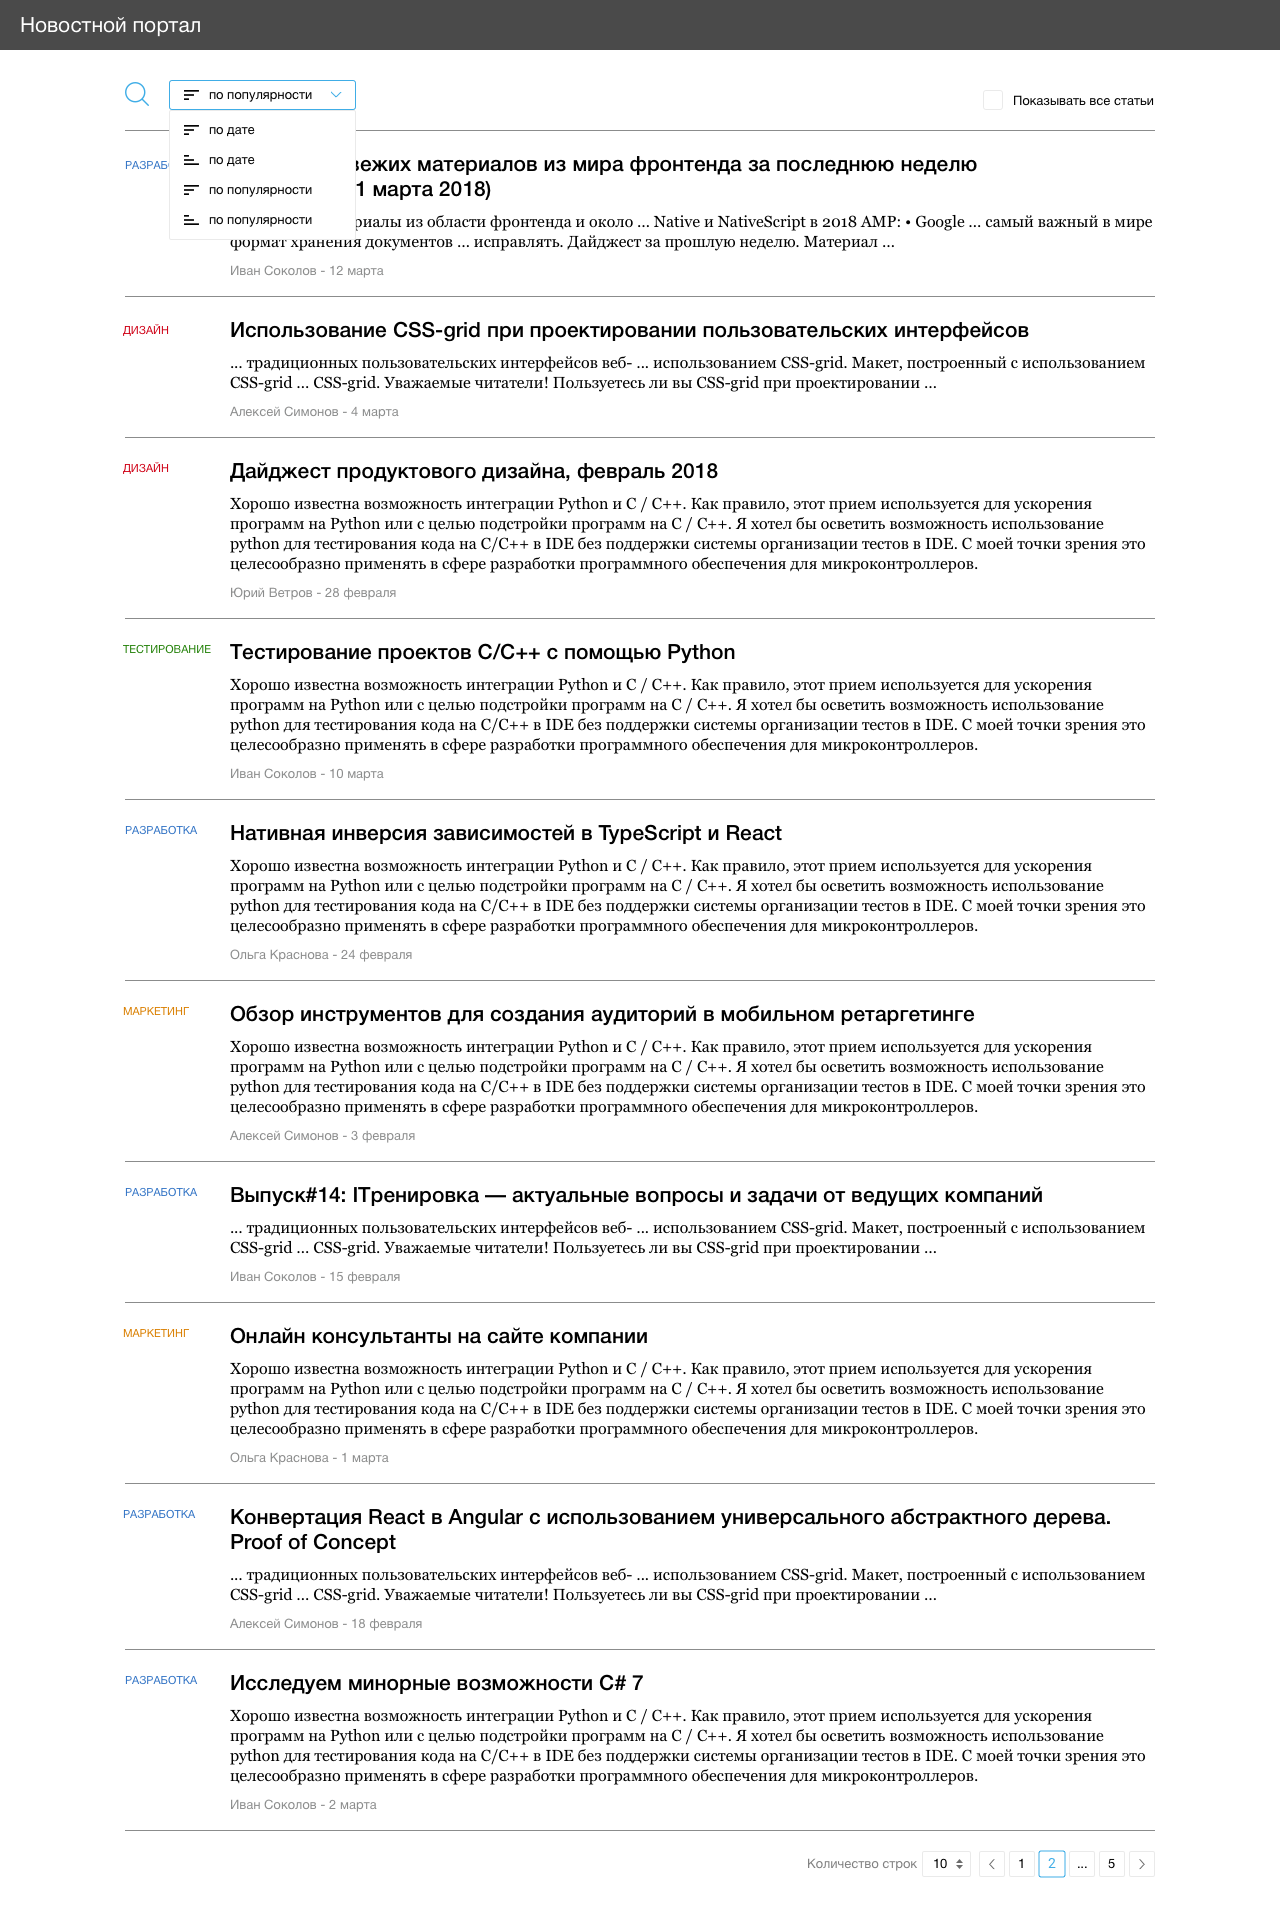 Новостной портал
по популярности
Показывать все статьи
по дате
по дате
по популярности
по популярности
материалов из мира фронтенда за последнюю неделю
1 марта 2018)
из области фронтенда и около ... Native и NativeScript в 2018 AMP: • Google ... самый важный в мире
формат хранения документов ... исправлять. Дайджест за прошлую неделю. Материал ...
Иван Соколов - 12 марта
ДИЗАЙН
Использование CSS-grid при проектировании пользовательских интерфейсов
... традиционных пользовательских интерфейсов веб- ... использованием CSS-grid. Макет, построенный с использованием
CSS-grid ... CSS-grid. Уважаемые читатели! Пользуетесь ли вы CSS-grid при проектировании ...
Алексей Симонов - 4 марта
ДИЗАЙН
Дайджест продуктового дизайна, февраль 2018
Хорошо известна возможность интеграции Python и C / C++. Как правило, этот прием используется для ускорения
программ на Python или с целью подстройки программ на C / C++. Я хотел бы осветить возможность использование
python для тестирования кода на C/C++ в IDE без поддержки системы организации тестов в IDE. С моей точки зрения это
целесообразно применять в сфере разработки программного обеспечения для микроконтроллеров.
Юрий Ветров - 28 февраля
ТЕСТИРОВАНИЕ
Тестирование проектов C/C++ с помощью Python
Хорошо известна возможность интеграции Python и C / C++. Как правило, этот прием используется для ускорения
программ на Python или с целью подстройки программ на C / C++. Я хотел бы осветить возможность использование
python для тестирования кода на C/C++ в IDE без поддержки системы организации тестов в IDE. С моей точки зрения это
целесообразно применять в сфере разработки программного обеспечения для микроконтроллеров.
Иван Соколов - 10 марта
РАЗРАБОТКА
Нативная инверсия зависимостей в TypeScript и React
Хорошо известна возможность интеграции Python и C / C++. Как правило, этот прием используется для ускорения
программ на Python или с целью подстройки программ на C / C++. Я хотел бы осветить возможность использование
python для тестирования кода на C/C++ в IDE без поддержки системы организации тестов в IDE. С моей точки зрения это
целесообразно применять в сфере разработки программного обеспечения для микроконтроллеров.
Ольга Краснова - 24 февраля
МАРКЕТИНГ
Обзор инструментов для создания аудиторий в мобильном ретаргетинге
Хорошо известна возможность интеграции Python и C / C++. Как правило, этот прием используется для ускорения
программ на Python или с целью подстройки программ на C / C++. Я хотел бы осветить возможность использование
python для тестирования кода на C/C++ в IDE без поддержки системы организации тестов в IDE. С моей точки зрения это
целесообразно применять в сфере разработки программного обеспечения для микроконтроллеров.
Алексей Симонов - 3 февраля
РАЗРАБОТКА
Выпуск#14: ITренировка — актуальные вопросы и задачи от ведущих компаний
... традиционных пользовательских интерфейсов веб- ... использованием CSS-grid. Макет, построенный с использованием
CSS-grid ... CSS-grid. Уважаемые читатели! Пользуетесь ли вы CSS-grid при проектировании ...
Иван Соколов - 15 февраля
МАРКЕТИНГ
Онлайн консультанты на сайте компании
Хорошо известна возможность интеграции Python и C / C++. Как правило, этот прием используется для ускорения
программ на Python или с целью подстройки программ на C / C++. Я хотел бы осветить возможность использование
python для тестирования кода на C/C++ в IDE без поддержки системы организации тестов в IDE. С моей точки зрения это
целесообразно применять в сфере разработки программного обеспечения для микроконтроллеров.
Ольга Краснова - 1 марта
РАЗРАБОТКА
Конвертация React в Angular с использованием универсального абстрактного дерева.
Proof of Concept
... традиционных пользовательских интерфейсов веб- ... использованием CSS-grid. Макет, построенный с использованием
CSS-grid ... CSS-grid. Уважаемые читатели! Пользуетесь ли вы CSS-grid при проектировании ...
Алексей Симонов - 18 февраля
РАЗРАБОТКА
Исследуем минорные возможности C# 7
Хорошо известна возможность интеграции Python и C / C++. Как правило, этот прием используется для ускорения
программ на Python или с целью подстройки программ на C / C++. Я хотел бы осветить возможность использование
python для тестирования кода на C/C++ в IDE без поддержки системы организации тестов в IDE. С моей точки зрения это
целесообразно применять в сфере разработки программного обеспечения для микроконтроллеров.
Иван Соколов - 2 марта
Количество строк 10 1 2 ... 5